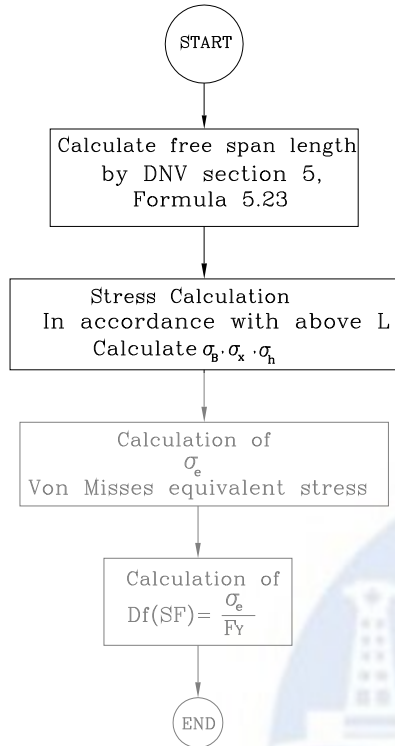 START
Calculate free span length
by DNV section 5,
Formula 5.23
Stress Calculation
In accordance with above L
Calculate σB . σx . σh
Calculation of
σe
Von Misses equivalent stress
Calculation of
Df(SF)= σe/FY
END